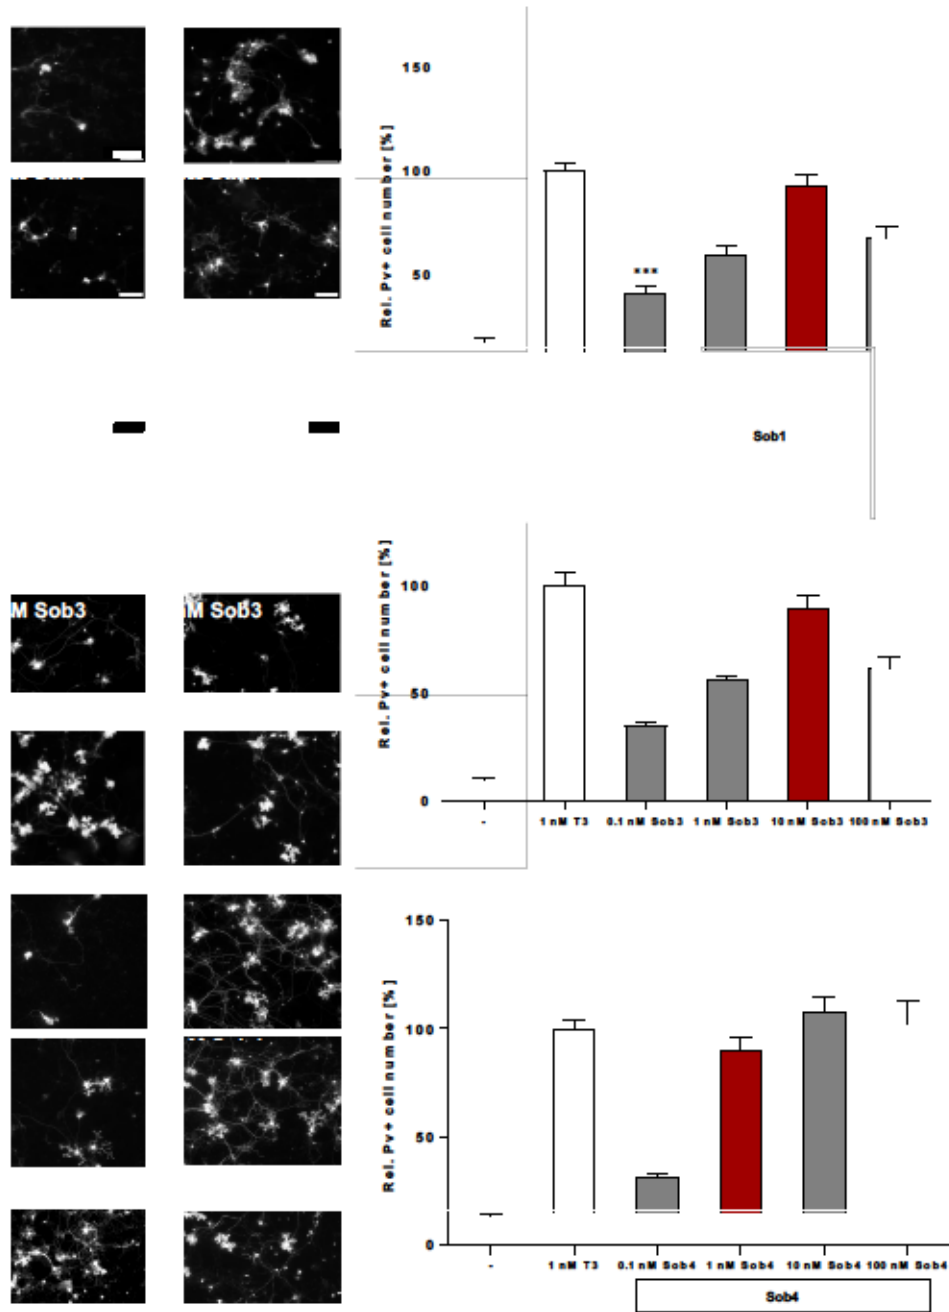 150
100
50
Rel. Pv+ cell number [%]
***
Sob1
M Sob3
M Sob3
Rel. Pv+ cell number [%]
100
50
0
-
1 nM T3
0.1 nM Sob3
1 nM Sob3
10 nM Sob3
100 nM Sob3
Rel. Pv+ cell number [%]
150
100
50
0
-
1 nM T3
0.1 nM Sob4
1 nM Sob4
10 nM Sob4
100 nM Sob4
Sob4